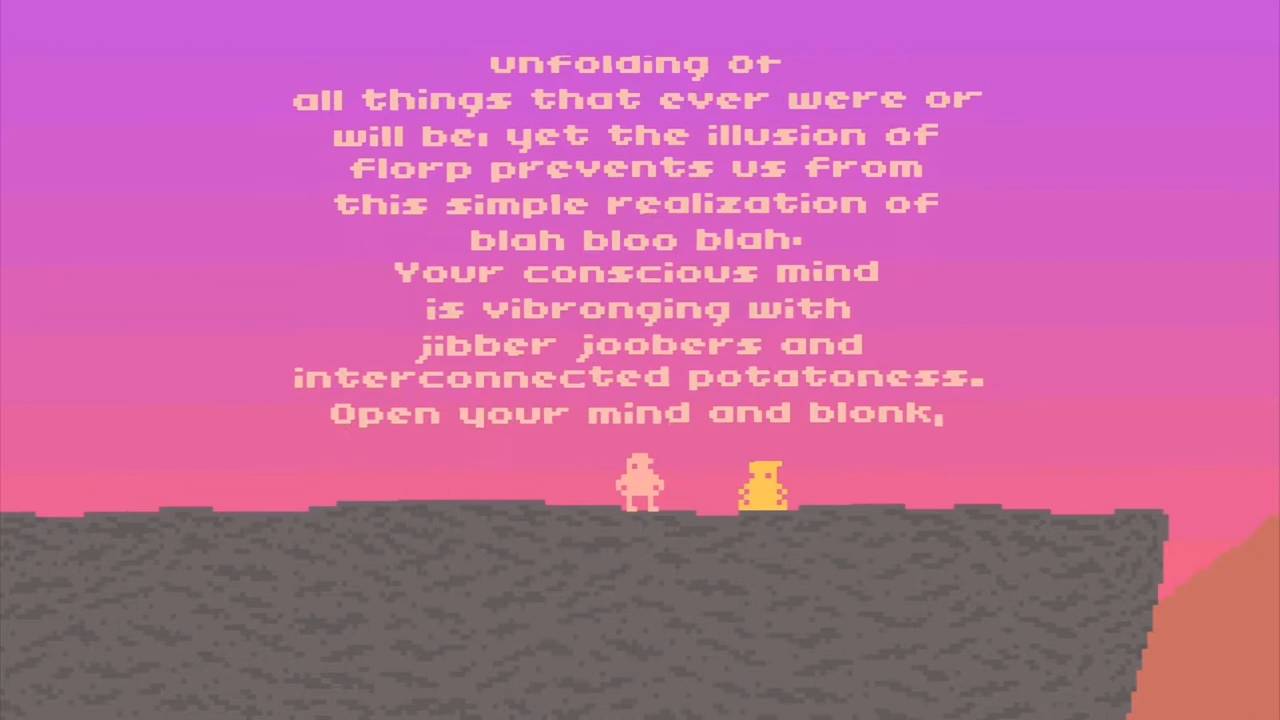 unfolding of
all things that ever were or
will be, yet the illusion of
florp prevents us from
this simple realization of
blah bloo blah.
Your conscious mind
is vibronging with
jibber joobers and
interconnected potatoness.
Open your mind and blonk,